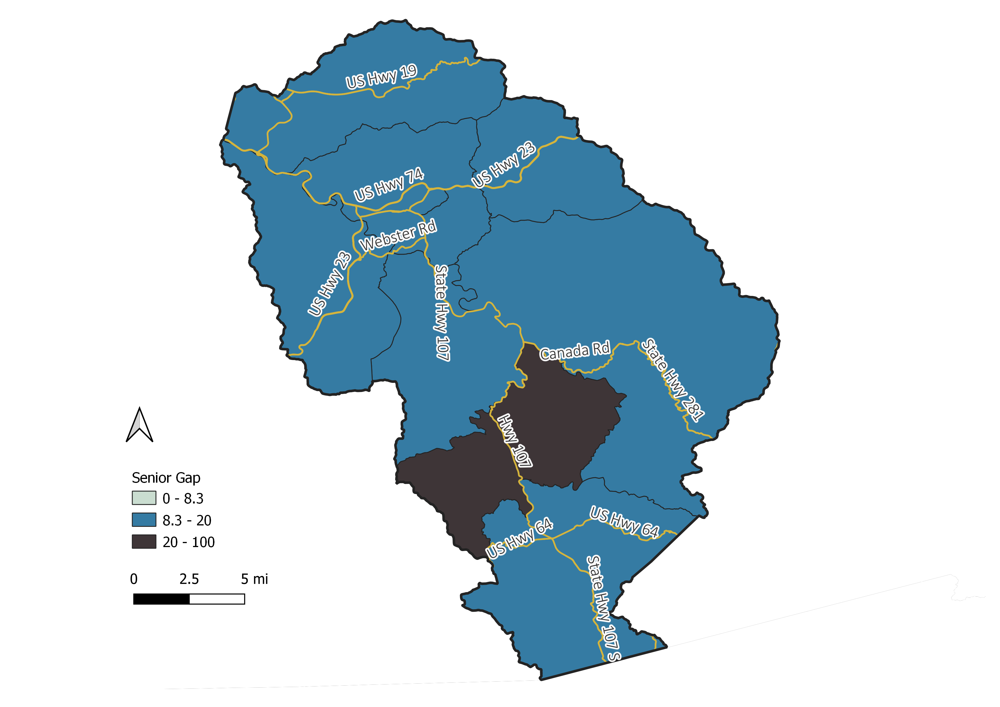 US Hwy 19
US Hwy 23
US Hwy 74
Webster Rd
US Hwy 23
State Hwy 107
Canada Rd
State Hwy 281
Hwy 107
US Hwy 64
US Hwy 64
State Hwy 107 S
Senior Gap
0 - 8.3
8.3 - 20
20 - 100
0 2.5 5 mi